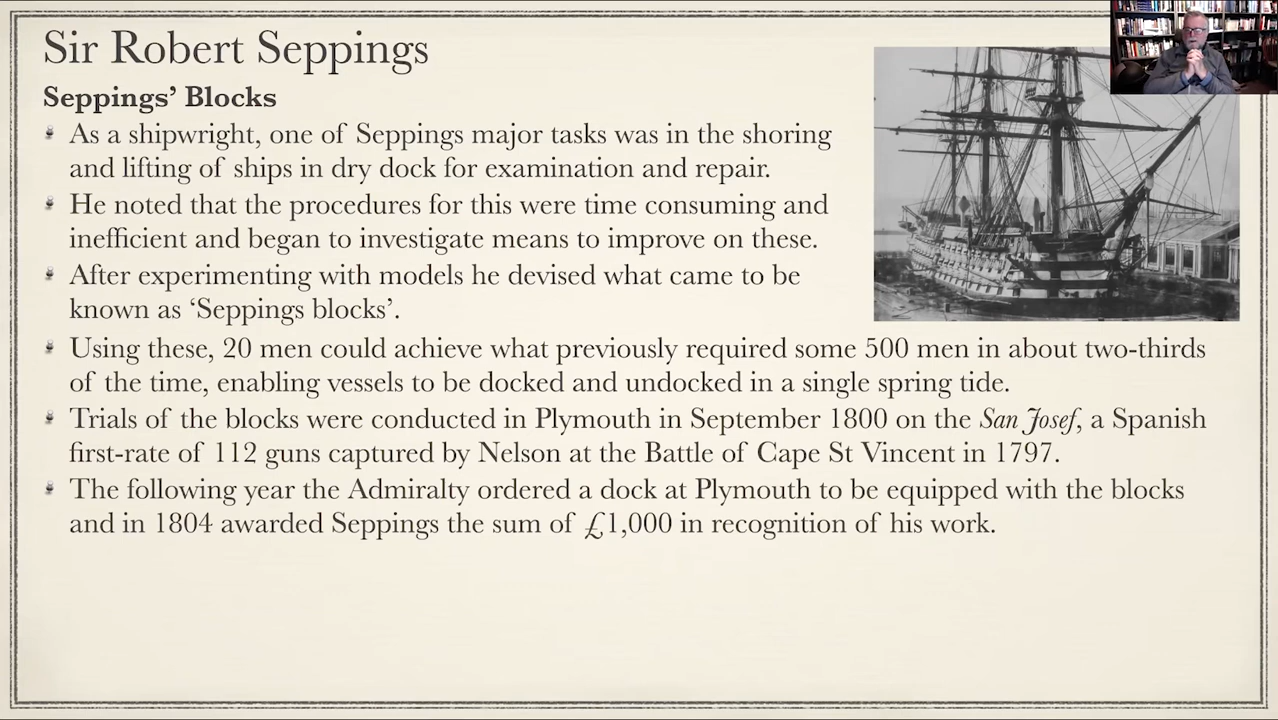 Sir Robert Seppings
Seppings’ Blocks
As a shipwright, one of Seppings major tasks was in the shoring
and lifting of ships in dry dock for examination and repair.
He noted that the procedures for this were time consuming and
inefficient and began to investigate means to improve on these.
After experimenting with models he devised what came to be
known as ‘Seppings blocks’.
Using these, 20 men could achieve what previously required some 500 men in about two-thirds
of the time, enabling vessels to be docked and undocked in a single spring tide.
Trials of the blocks were conducted in Plymouth in September 1800 on the San Josef, a Spanish
first-rate of 112 guns captured by Nelson at the Battle of Cape St Vincent in 1797.
The following year the Admiralty ordered a dock at Plymouth to be equipped with the blocks
and in 1804 awarded Seppings the sum of £1,000 in recognition of his work.